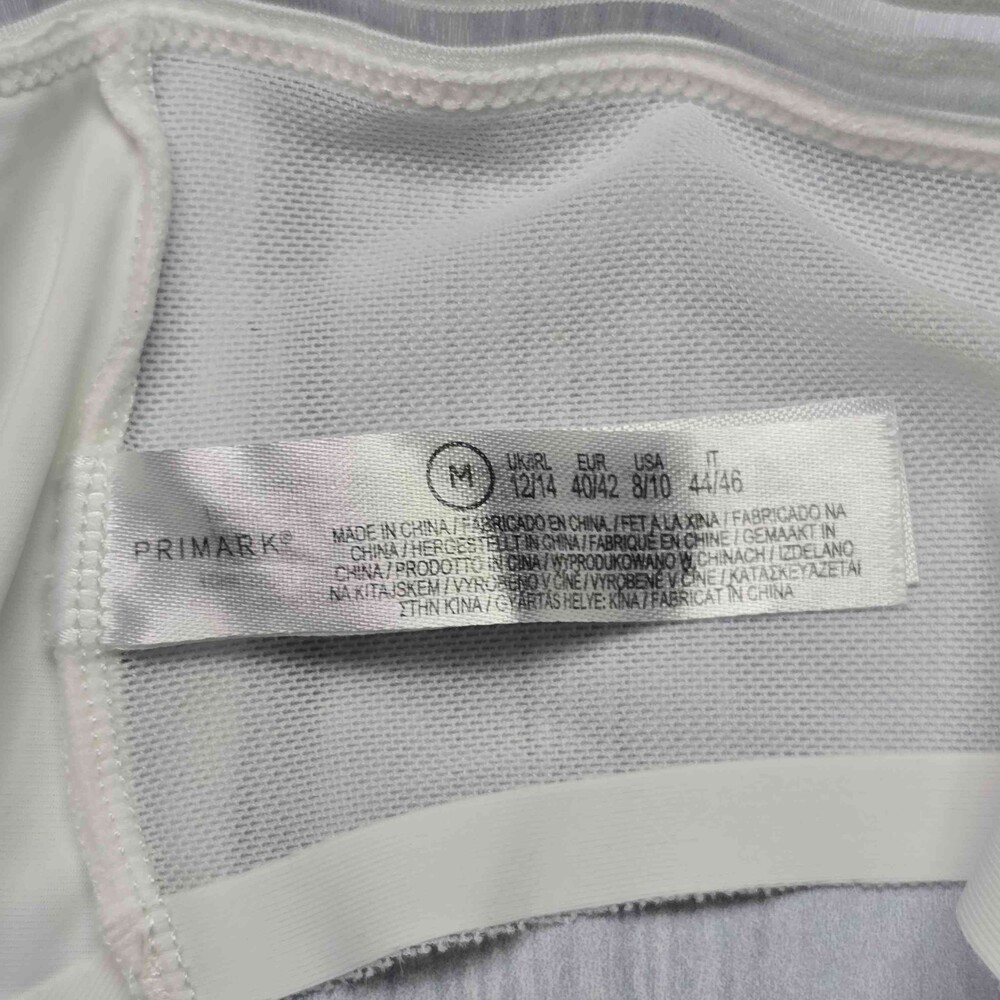 PRIMARK®
M
UK/IRL EUR USA IT
12/14 40/42 8/10 44/46
MADE IN CHINA / FABRICADO EN CHINA / FET A LA XINA / FABRICADO NA
CHINA / HERGESTELLT IN CHINA / FABRIQUÉ EN CHINE / GEMAAKT IN
CHINA / PRODOTTO IN CINA / WYPRODUKOWANO W CHINACH / IZDELANO
NA KITAJSKEM / VYROBENO V ČÍNĚ / VYROBENÉ V ČÍNE / ΚΑΤΑΣΚΕΥΑΖΕΤΑΙ
ΣΤΗΝ ΚΙΝΑ / GYÁRTÁS HELYE: KÍNA / FABRICAT ÎN CHINA